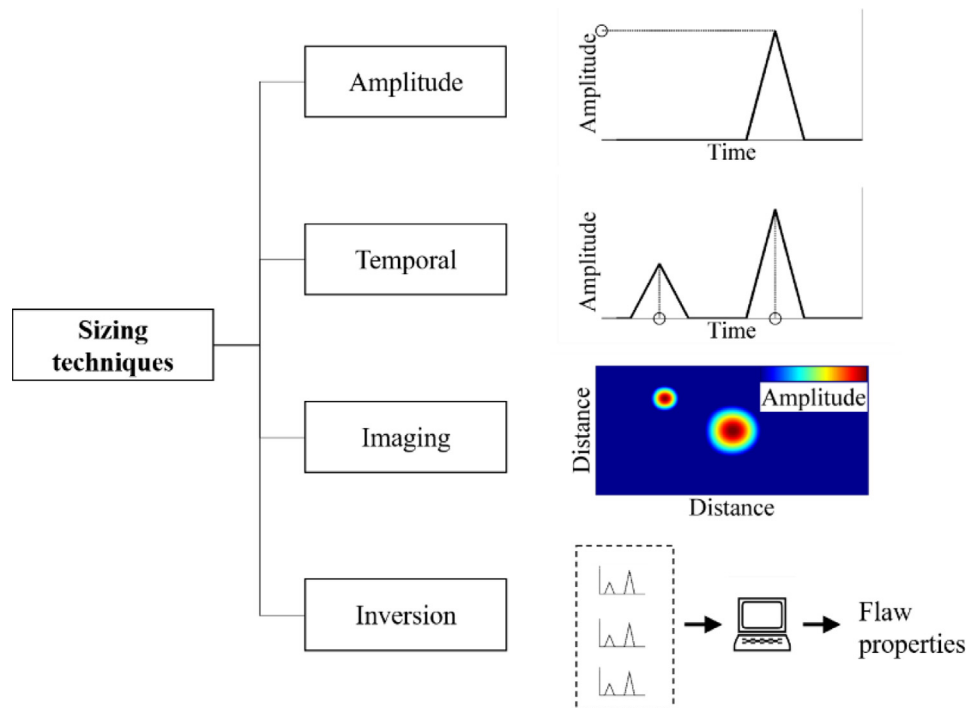 Amplitude
Amplitude
Time
Temporal
Amplitude
Time
Sizing
techniques
Imaging
Distance
Amplitude
Distance
Inversion
Flaw
properties